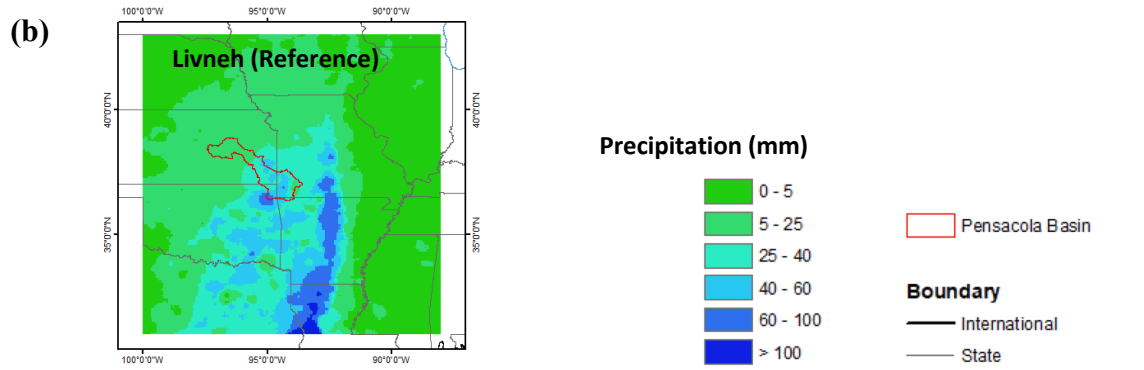 (b)
100°0'0"W 95°0'0"W 90°0'0"W
Livneh (Reference)
40°0'0"N
40°0'0"N
35°0'0"N
35°0'0"N
100°0'0"W 95°0'0"W 90°0'0"W
Precipitation (mm)
0 - 5
5 - 25
25 - 40
40 - 60
60 - 100
> 100
Pensacola Basin
Boundary
International
State